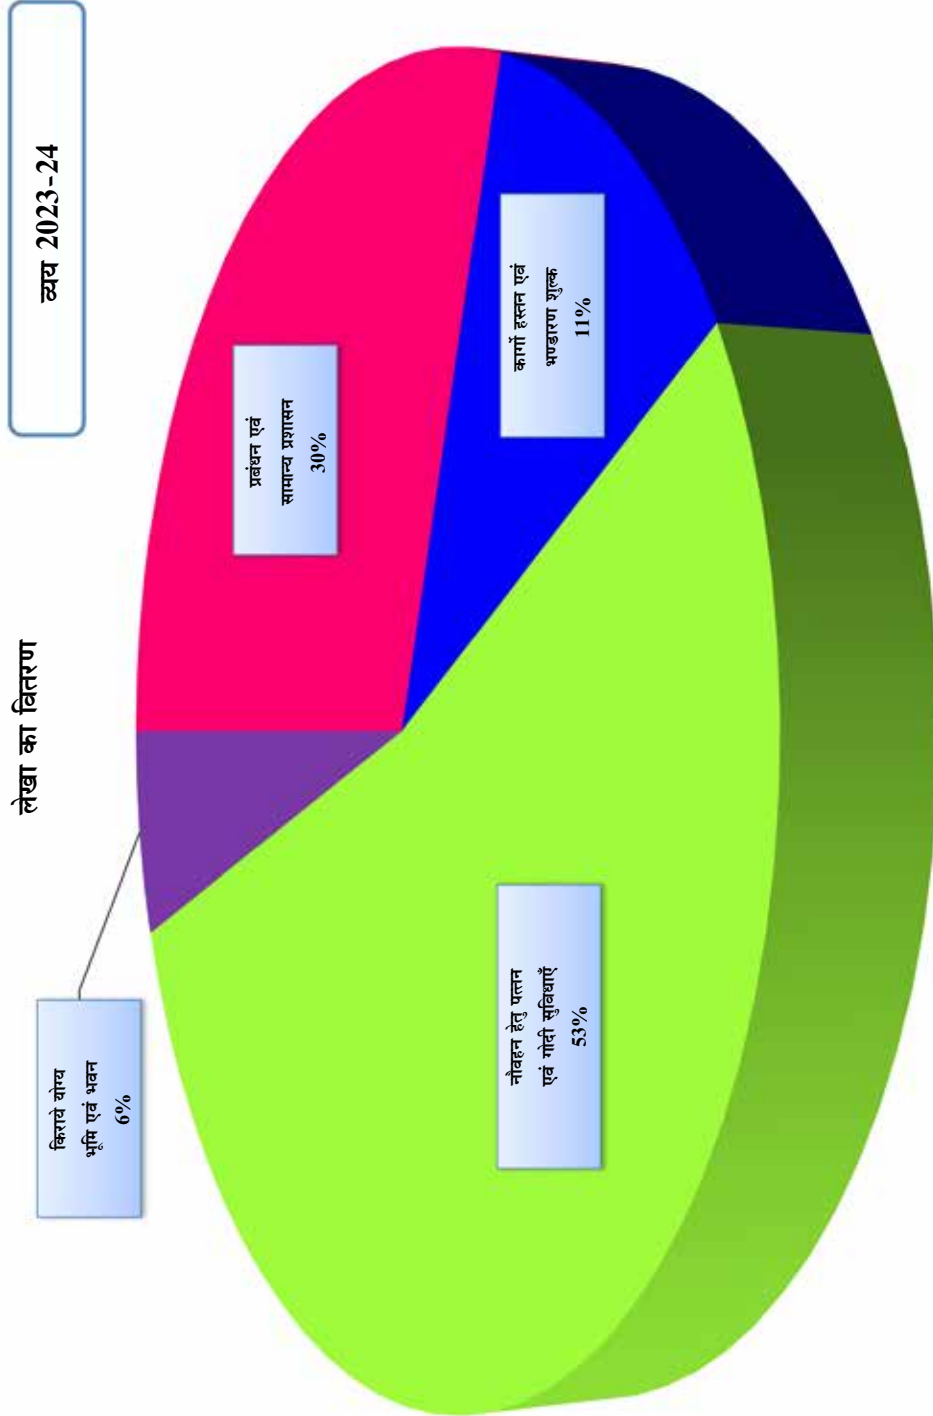 लेखा का वितरण
व्यय 2023-24
किराये योग्य
भूमि एवं भवन
6%
प्रबंधन एवं
सामान्य प्रशासन
30%
नौवहन हेतु पत्तन
एवं गोदी सुविधाएँ
53%
कार्गो हस्तन एवं
भण्डारण शुल्क
11%